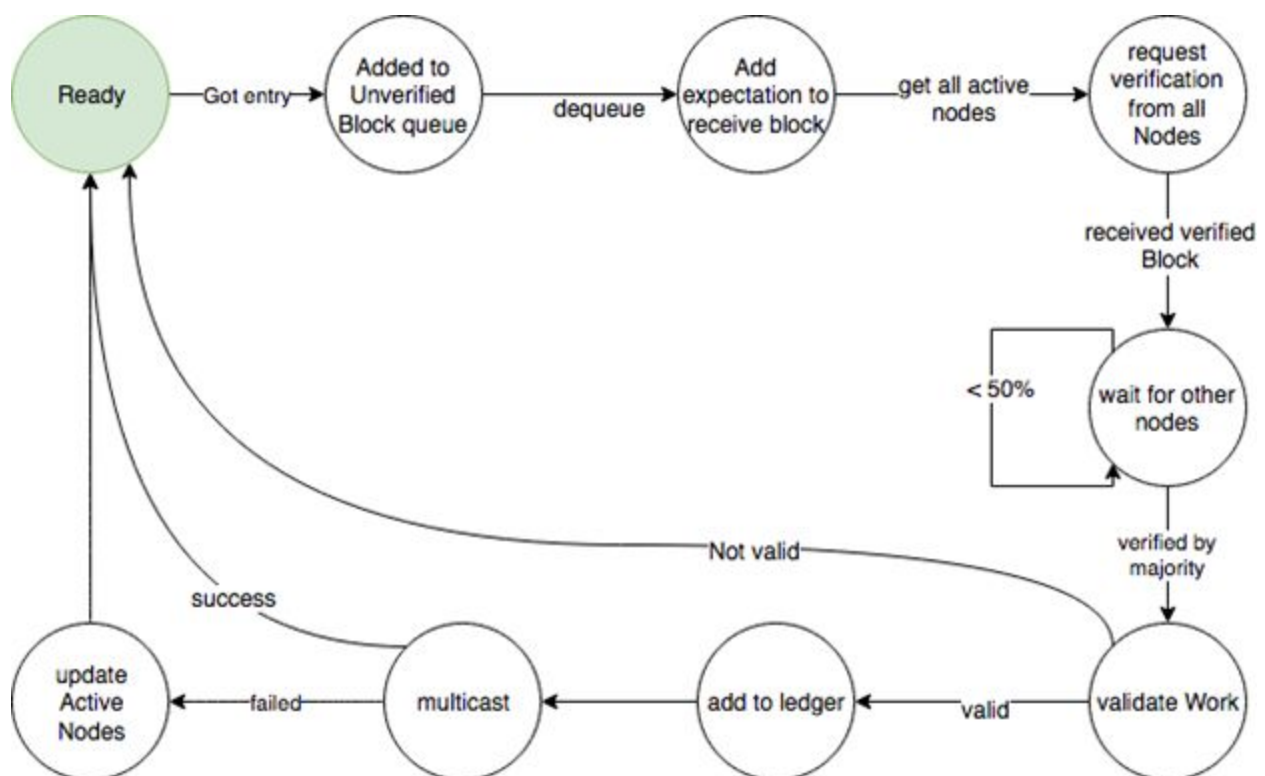 Ready
Got entry
Added to
Unverified
Block queue
dequeue
Add
expectation to
receive block
get all active
nodes
request
verification
from all
Nodes
received verified
Block
wait for other
nodes
< 50%
verified by
majority
validate Work
Not valid
valid
add to ledger
multicast
success
failed
update
Active
Nodes